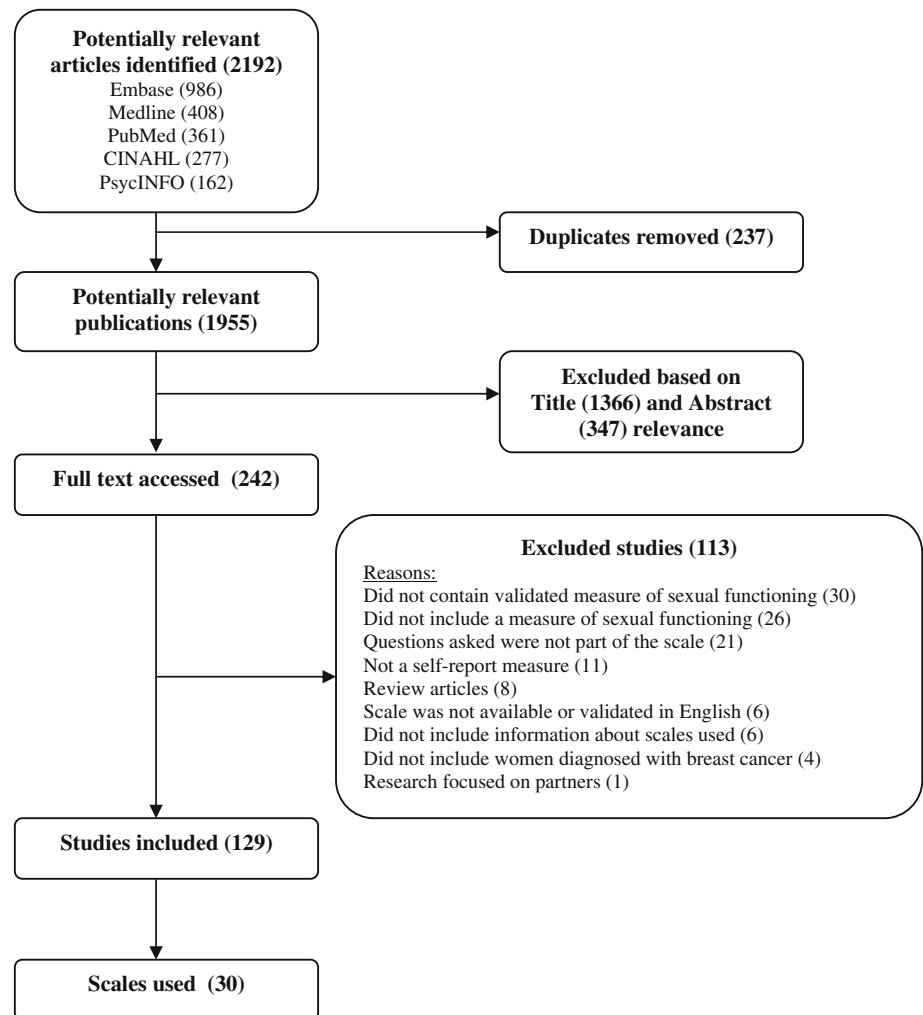 Potentially relevant
articles identified (2192)
Embase (986)
Medline (408)
PubMed (361)
CINAHL (277)
PsycINFO (162)
Duplicates removed (237)
Potentially relevant
publications (1955)
Excluded based on
Title (1366) and Abstract
(347) relevance
Full text accessed (242)
Excluded studies (113)
Reasons:
Did not contain validated measure of sexual functioning (30)
Did not include a measure of sexual functioning (26)
Questions asked were not part of the scale (21)
Not a self-report measure (11)
Review articles (8)
Scale was not available or validated in English (6)
Did not include information about scales used (6)
Did not include women diagnosed with breast cancer (4)
Research focused on partners (1)
Studies included (129)
Scales used (30)